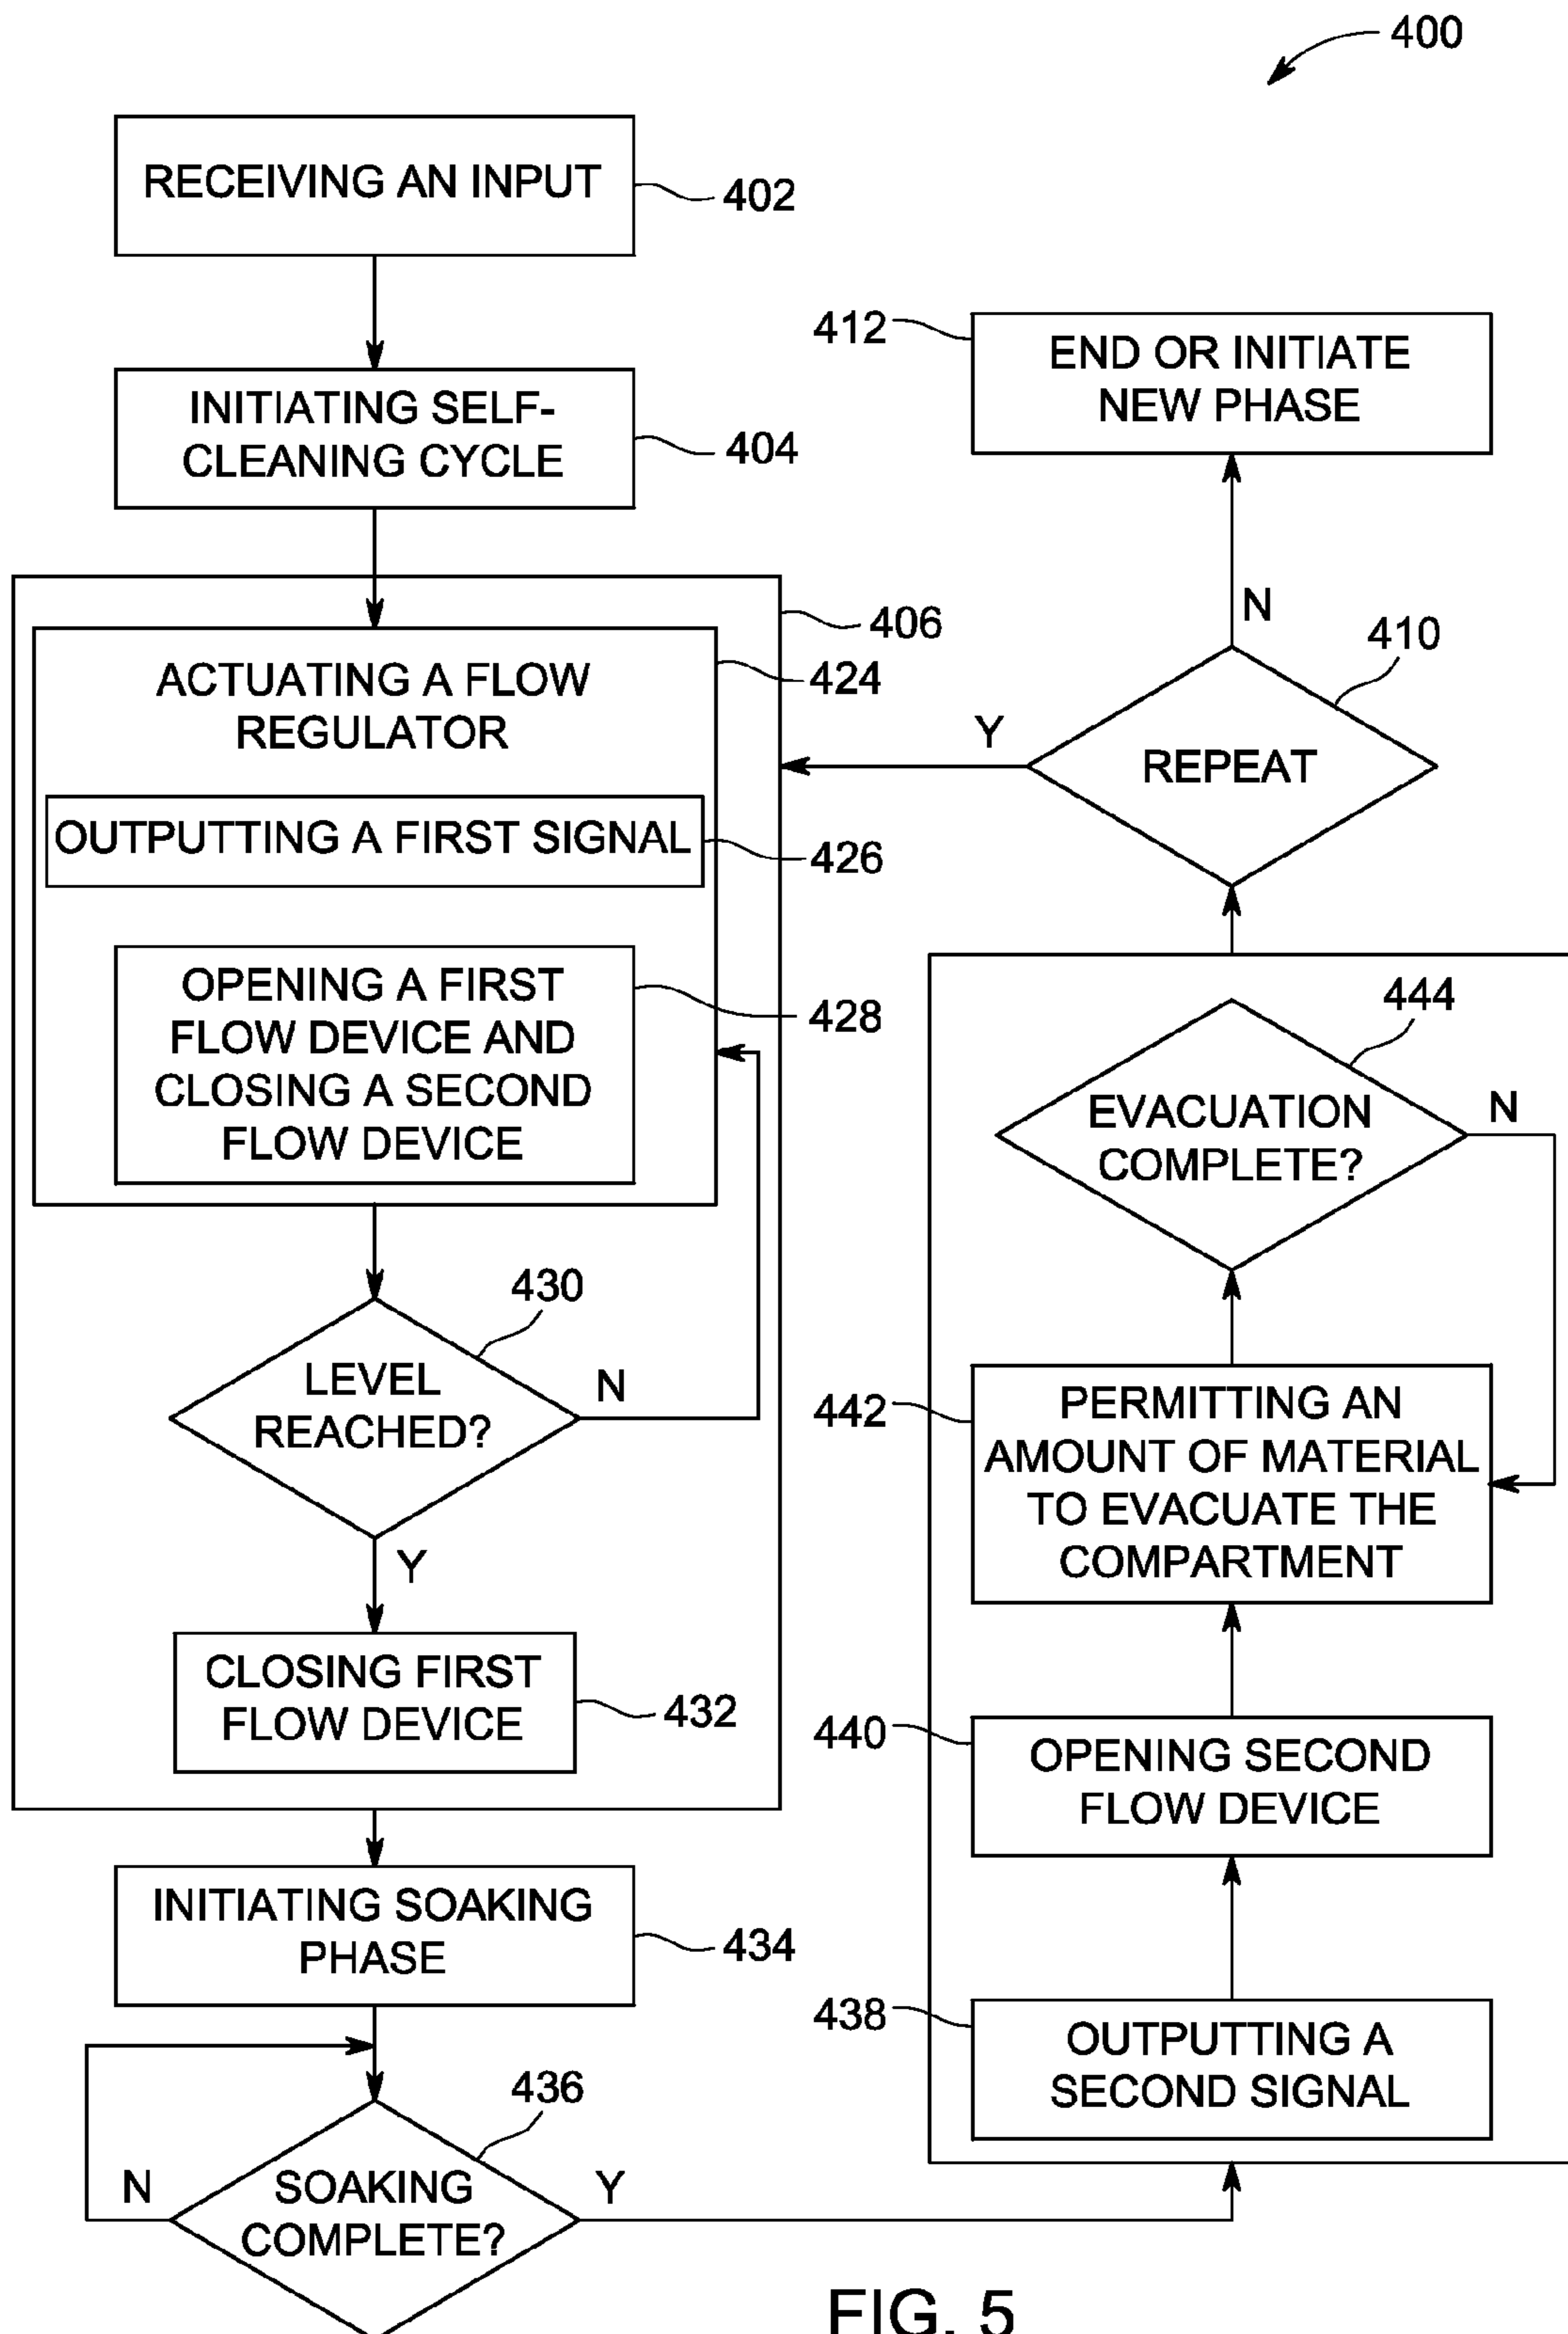 400
RECEIVING AN INPUT
402
INITIATING SELF-
CLEANING CYCLE
404
406
ACTUATING A FLOW
REGULATOR
424
OUTPUTTING A FIRST SIGNAL
426
OPENING A FIRST
FLOW DEVICE AND
CLOSING A SECOND
FLOW DEVICE
428
430
LEVEL
REACHED?
N
Y
CLOSING FIRST
FLOW DEVICE
432
INITIATING SOAKING
PHASE
434
436
SOAKING
COMPLETE?
N
Y
438
OUTPUTTING A
SECOND SIGNAL
440
OPENING SECOND
FLOW DEVICE
442
PERMITTING AN
AMOUNT OF MATERIAL
TO EVACUATE THE
COMPARTMENT
444
EVACUATION
COMPLETE?
N
410
REPEAT
Y
N
412
END OR INITIATE
NEW PHASE
FIG. 5